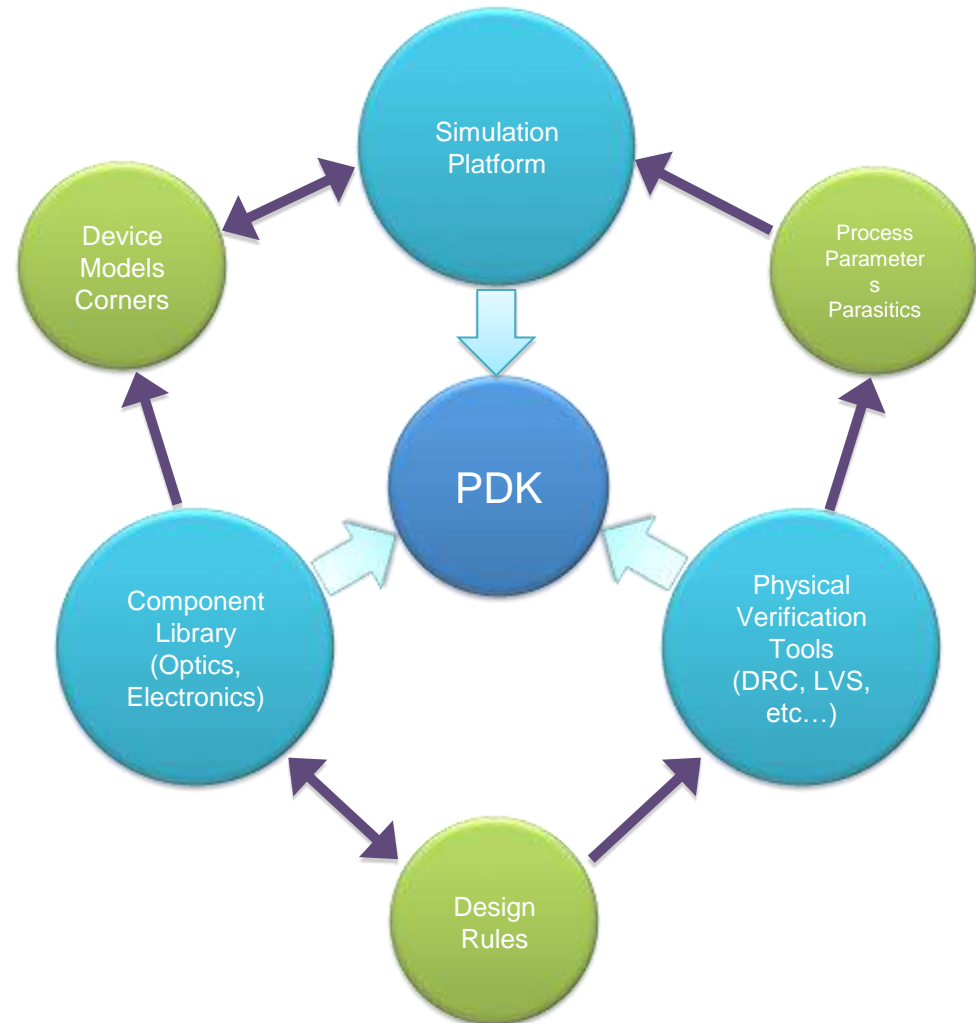 Simulation
Platform
Device
Models
Corners
Process
Parameter
s
Parasitics
PDK
Component
Library
(Optics,
Electronics)
Physical
Verification
Tools
(DRC, LVS,
etc…)
Design
Rules